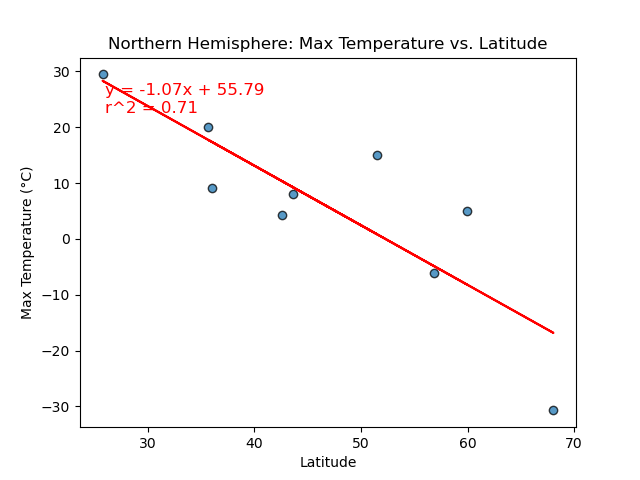 Northern Hemisphere: Max Temperature vs. Latitude
y = -1.07x + 55.79
r^2 = 0.71
Max Temperature (°C)
30
20
10
0
−10
−20
−30
30 40 50 60 70
Latitude